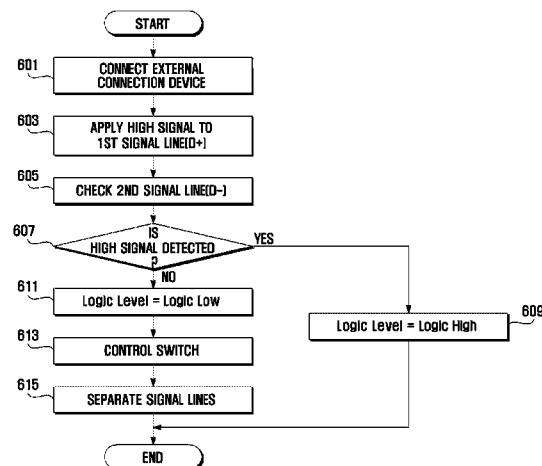 START
601
CONNECT EXTERNAL
CONNECTION DEVICE
603
APPLY HIGH SIGNAL TO
1ST SIGNAL LINE(D+)
605
CHECK 2ND SIGNAL LINE(D-)
607
IS
HIGH SIGNAL DETECTED
?
YES
NO
611
Logic Level = Logic Low
609
Logic Level = Logic High
613
CONTROL SWITCH
615
SEPARATE SIGNAL LINES
END